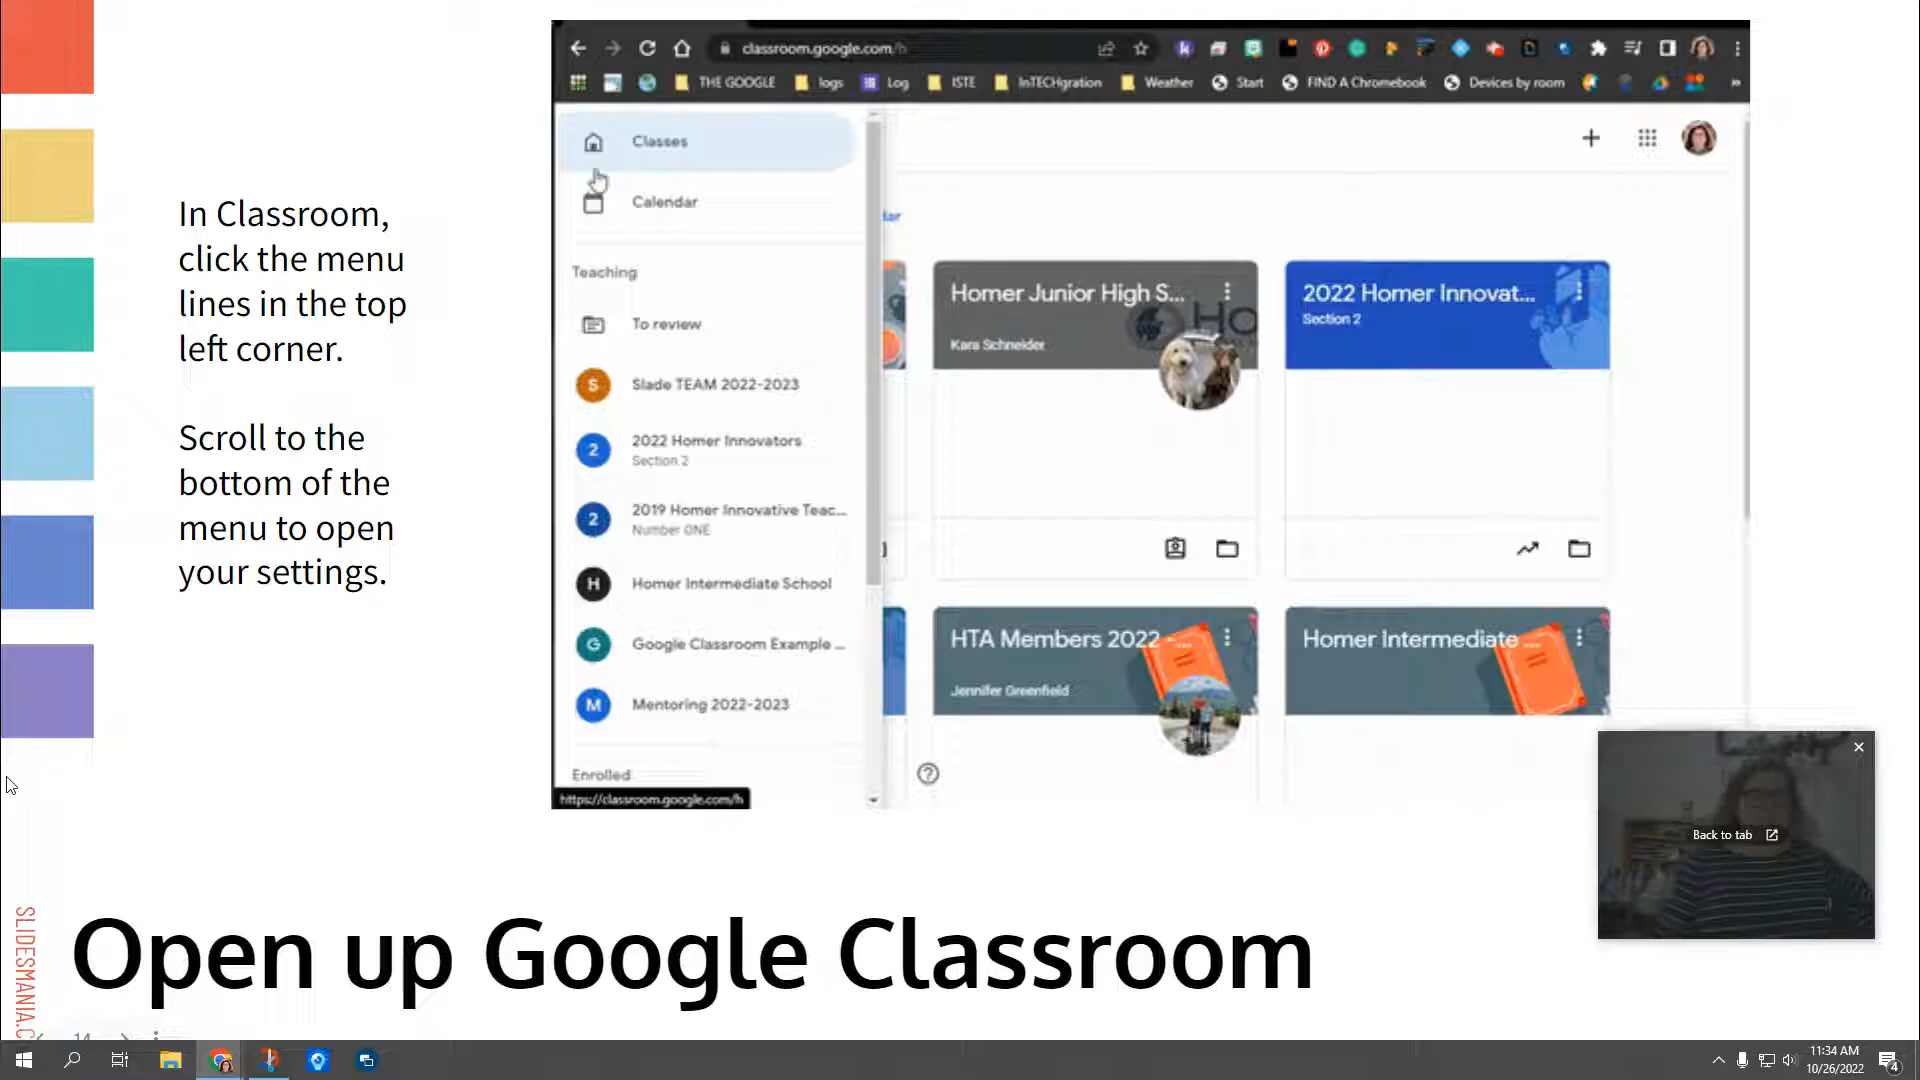 In Classroom,
click the menu
lines in the top
left corner.
Scroll to the
bottom of the
menu to open
your settings.
classroom.google.com/h
THE GOOGLE
logs
Log
ISTE
InTECHgration
Weather
Start
FIND A Chromebook
Devices by room
Classes
Calendar
Teaching
To review
S
Slade TEAM 2022-2023
2
2022 Homer Innovators
Section 2
2
2019 Homer Innovative Teac...
Number ONE
H
Homer Intermediate School
G
Google Classroom Example ...
M
Mentoring 2022-2023
Enrolled
https://classroom.google.com/h
Homer Junior High S...
Kara Schneider
2022 Homer Innovat...
Section 2
HTA Members 2022 - ...
Jennifer Greenfield
Homer Intermediate ...
Back to tab
Open up Google Classroom
SLIDESMANIA.C
11:34 AM
10/26/2022
4